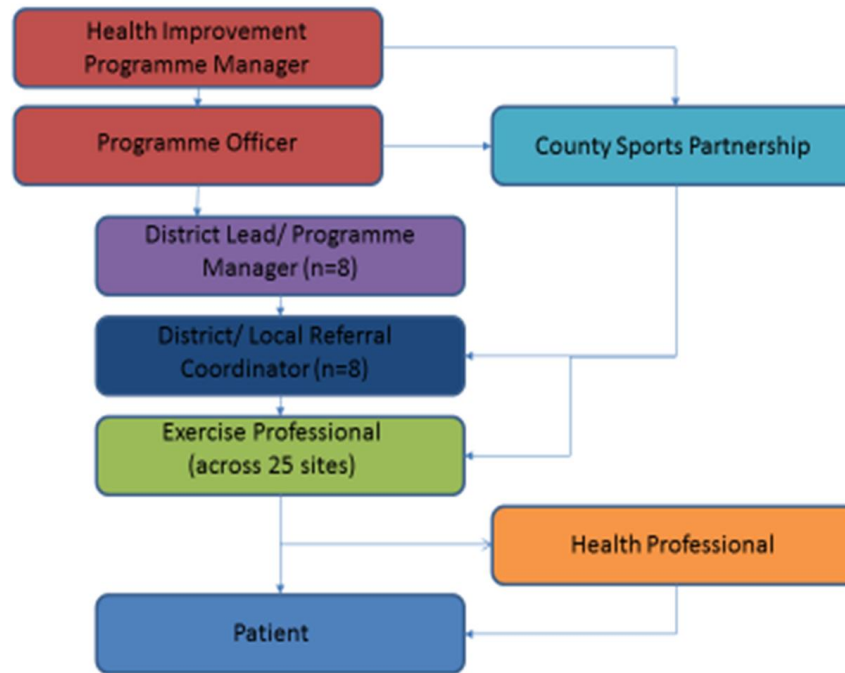 Health Improvement
Programme Manager
Programme Officer
County Sports Partnership
District Lead/ Programme
Manager (n=8)
District/ Local Referral
Coordinator (n=8)
Exercise Professional
(across 25 sites)
Health Professional
Patient